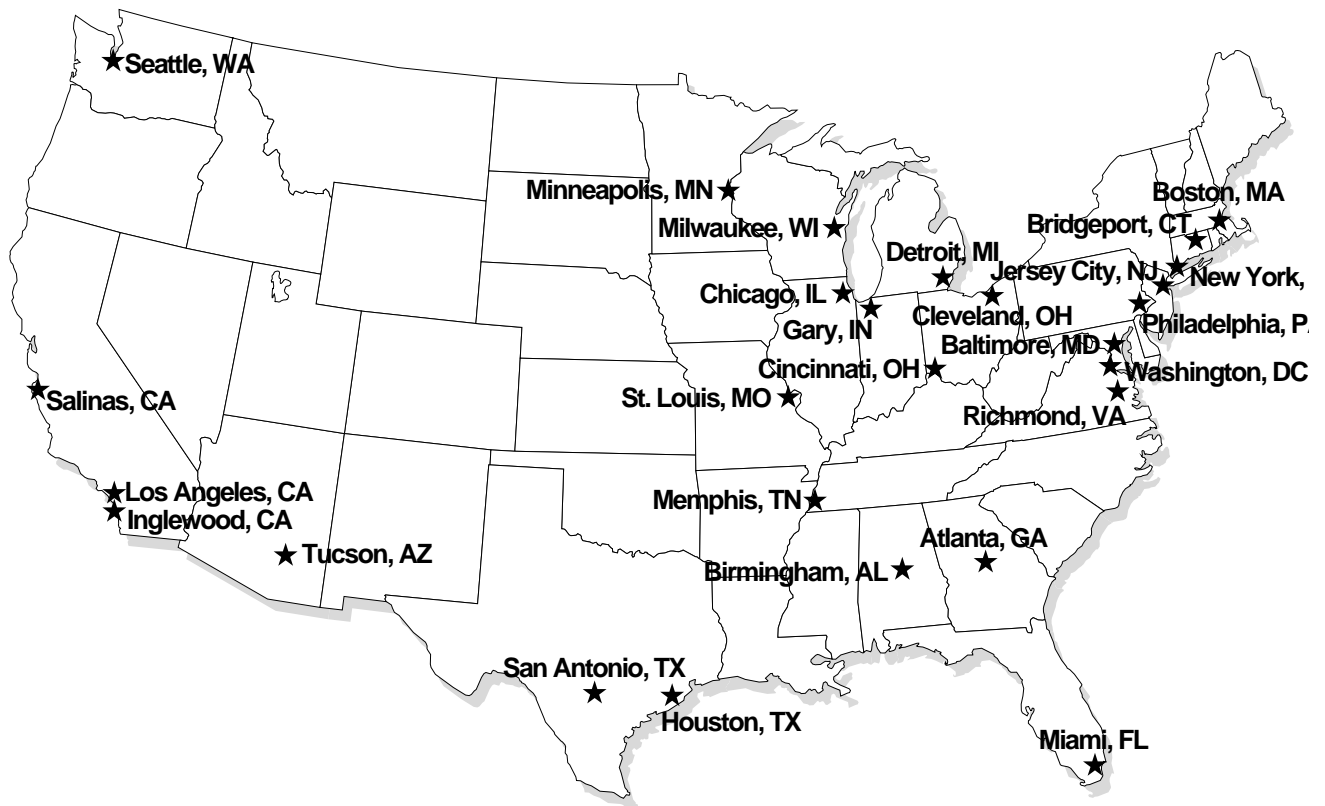 Seattle, WA
Minneapolis, MN
Boston, MA
Milwaukee, WI
Bridgeport, CT
Detroit, MI
Jersey City, NJ
New York,
Chicago, IL
Gary, IN
Cleveland, OH
Philadelphia, P
Baltimore, MD
Cincinnati, OH
Washington, DC
St. Louis, MO
Salinas, CA
Richmond, VA
Los Angeles, CA
Memphis, TN
Inglewood, CA
Atlanta, GA
Tucson, AZ
Birmingham, AL
San Antonio, TX
Houston, TX
Miami, FL